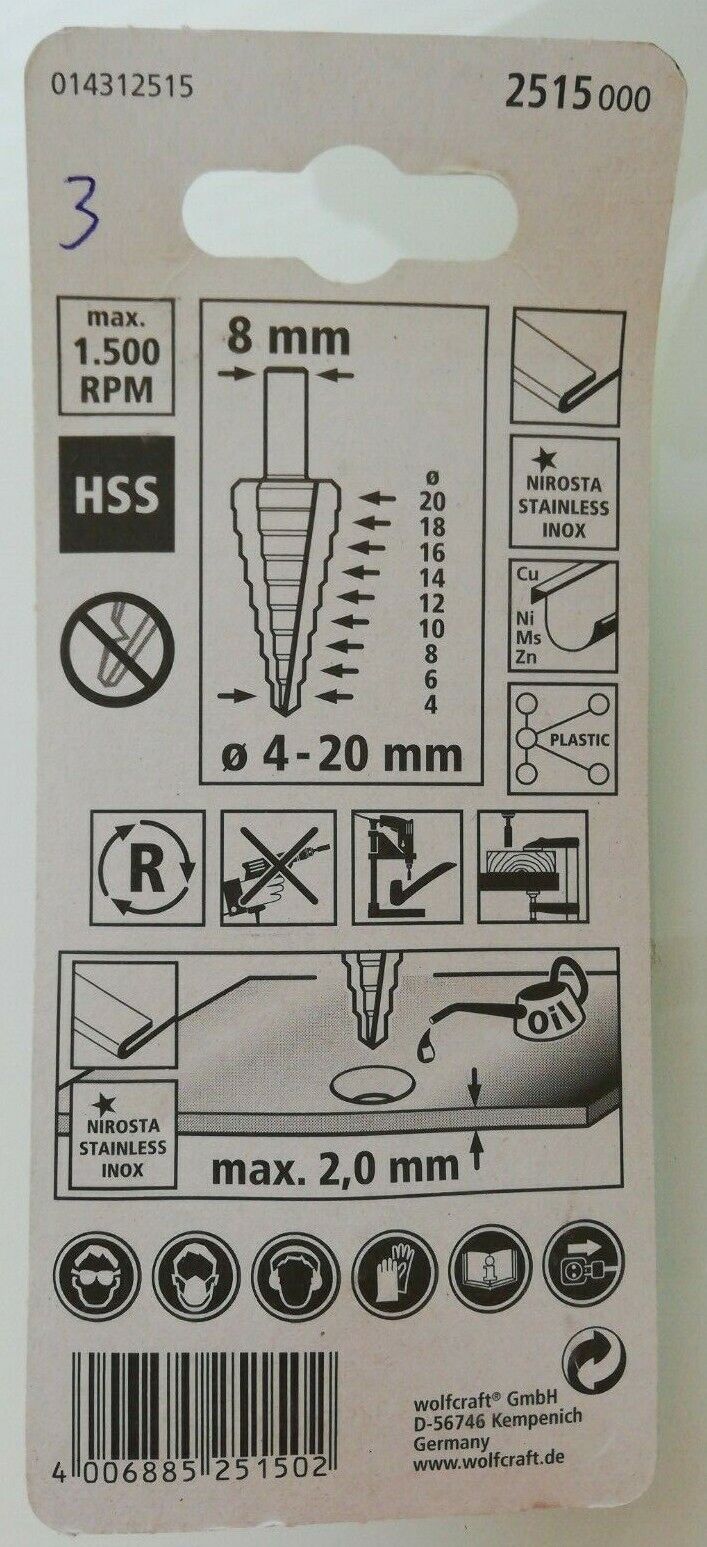 014312515
2515 000
3
max.
1.500
RPM
HSS
8 mm
ø
20
18
16
14
12
10
8
6
4
ø 4-20 mm
NIROSTA
STAINLESS
INOX
Cu
Ni
Ms
Zn
PLASTIC
R
oil
NIROSTA
STAINLESS
INOX
max. 2,0 mm
i
wolfcraft® GmbH
D-56746 Kempenich
Germany
www.wolfcraft.de
4 006885 251502